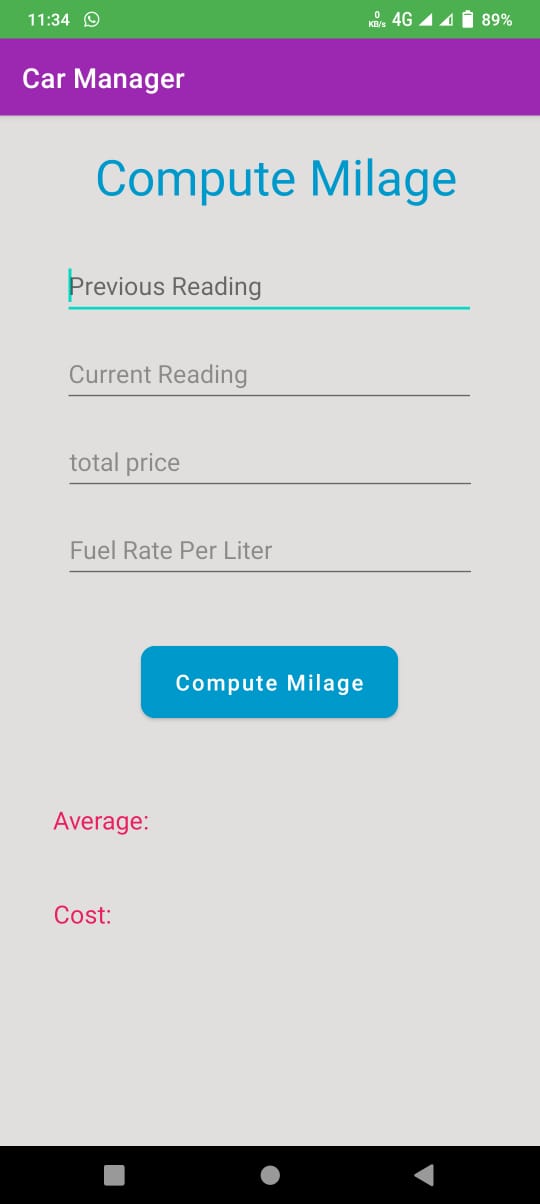 11:34 0 KB/s 4G 89%
Car Manager
Compute Milage
Previous Reading
Current Reading
total price
Fuel Rate Per Liter
Compute Milage
Average:
Cost: